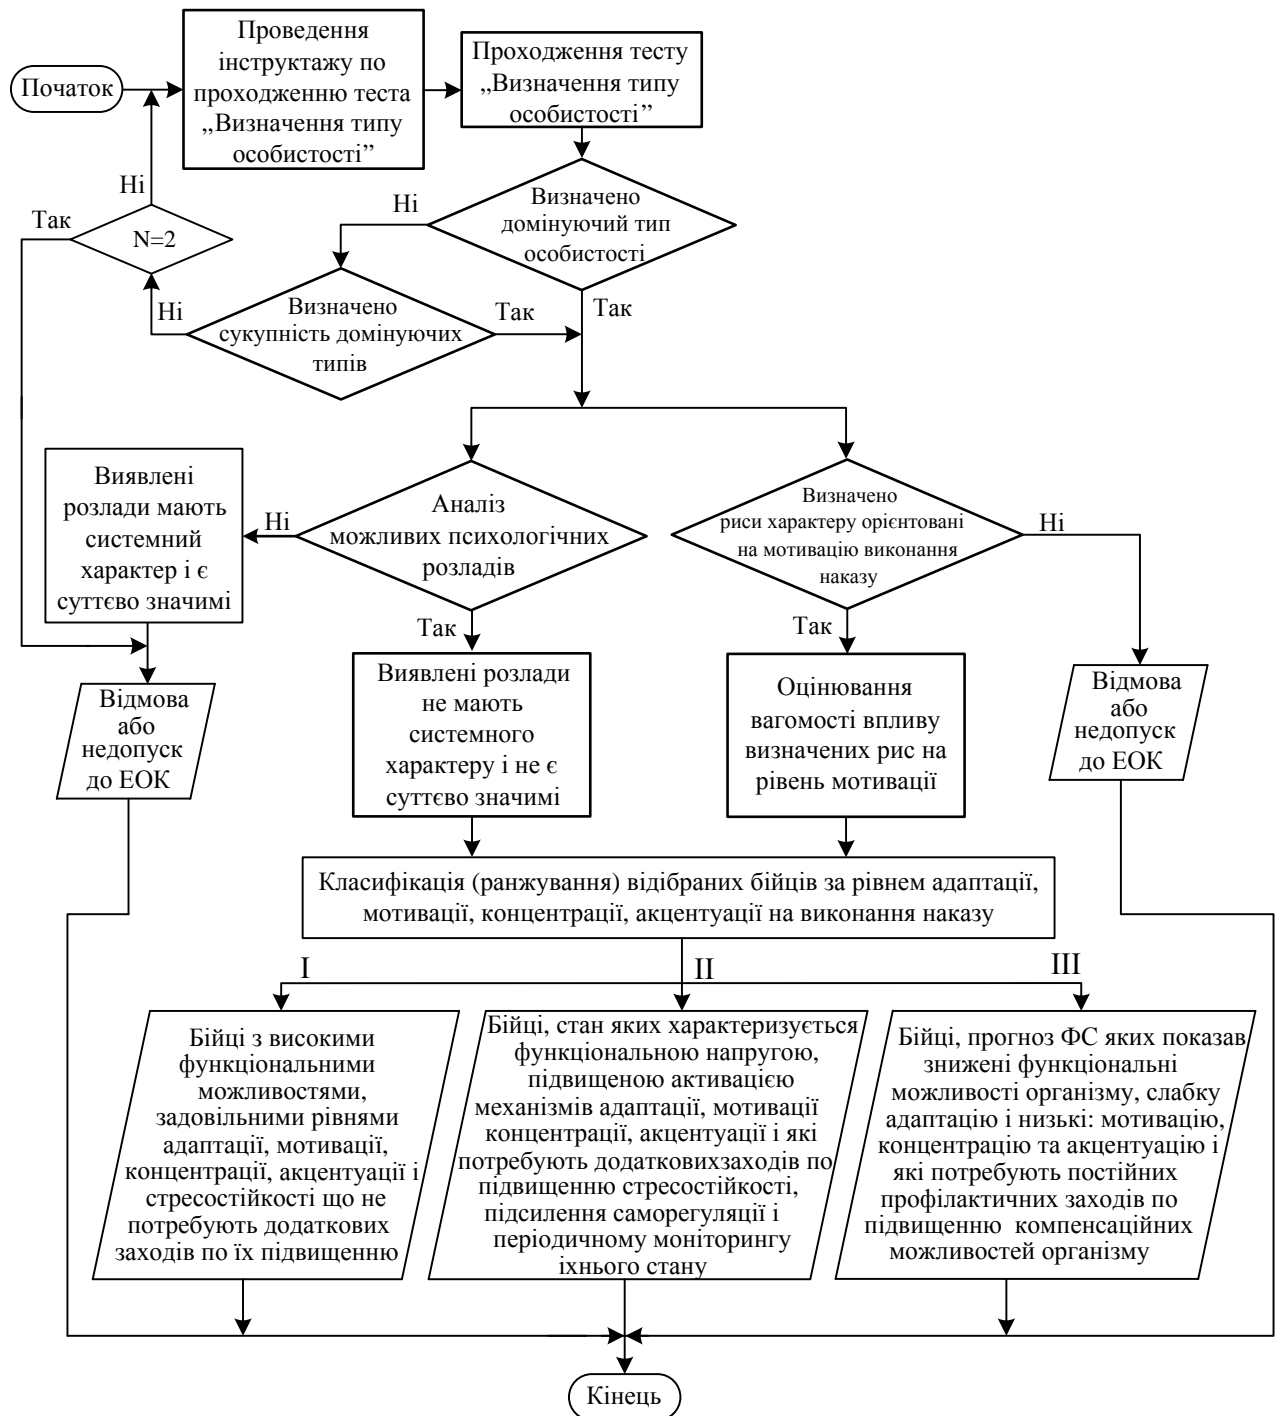 Початок
Проведення
інструктажу по
проходженню теста
„Визначення типу
особистості”
Проходження тесту
„Визначення типу
особистості”
Визначено
домінуючий тип
особистості
Ні
Так
Визначено
сукупність домінуючих
типів
Ні
Так
N=2
Ні
Так
Аналіз
можливих психологічних
розладів
Ні
Так
Визначено
риси характеру орієнтовані
на мотивацію виконання
наказу
Ні
Так
Виявлені
розлади мають
системний
характер і є
суттєво значимі
Відмова
або
недопуск
до ЕОК
Виявлені розлади
не мають
системного
характеру і не є
суттєво значимі
Оцінювання
вагомості впливу
визначених рис на
рівень мотивації
Відмова
або
недопуск
до ЕОК
Класифікація (ранжування) відібраних бійців за рівнем адаптації,
мотивації, концентрації, акцентуації на виконання наказу
I
II
III
Бійці з високими
функціональними
можливостями,
задовільними рівнями
адаптації, мотивації,
концентрації, акцентуації і
стресостійкості що не
потребують додаткових
заходів по їх підвищенню
Бійці, стан яких характеризується
функціональною напругою,
підвищеною активацією
механізмів адаптації, мотивації
концентрації, акцентуації і які
потребують додатковихзаходів по
підвищенню стресостійкості,
підсилення саморегуляції і
періодичному моніторингу
їхнього стану
Бійці, прогноз ФС яких показав
знижені функціональні
можливості організму, слабку
адаптацію і низькі: мотивацію,
концентрацію та акцентуацію і
які потребують постійних
профілактичних заходів по
підвищенню компенсаційних
можливостей організму
Кінець